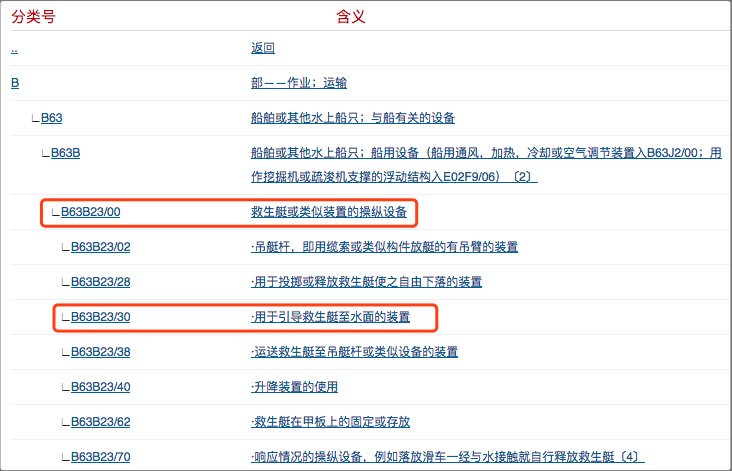 分类号 含义
.. 返回
B 部——作业；运输
∟B63 船舶或其他水上船只；与船有关的设备
∟B63B 船舶或其他水上船只；船用设备（船用通风，加热，冷却或空气调节装置入B63J2/00；用
作挖掘机或疏浚机支撑的浮动结构入E02F9/06）〔2〕
∟B63B23/00 救生艇或类似装置的操纵设备
∟B63B23/02 ·吊艇杆，即用缆索或类似构件放艇的有吊臂的装置
∟B63B23/28 ·用于投掷或释放救生艇使之自由下落的装置
∟B63B23/30 ·用于引导救生艇至水面的装置
∟B63B23/38 ·运送救生艇至吊艇杆或类似设备的装置
∟B63B23/40 ·升降装置的使用
∟B63B23/62 ·救生艇在甲板上的固定或存放
∟B63B23/70 ·响应情况的操纵设备，例如落放滑车一经与水接触就自行释放救生艇〔4〕